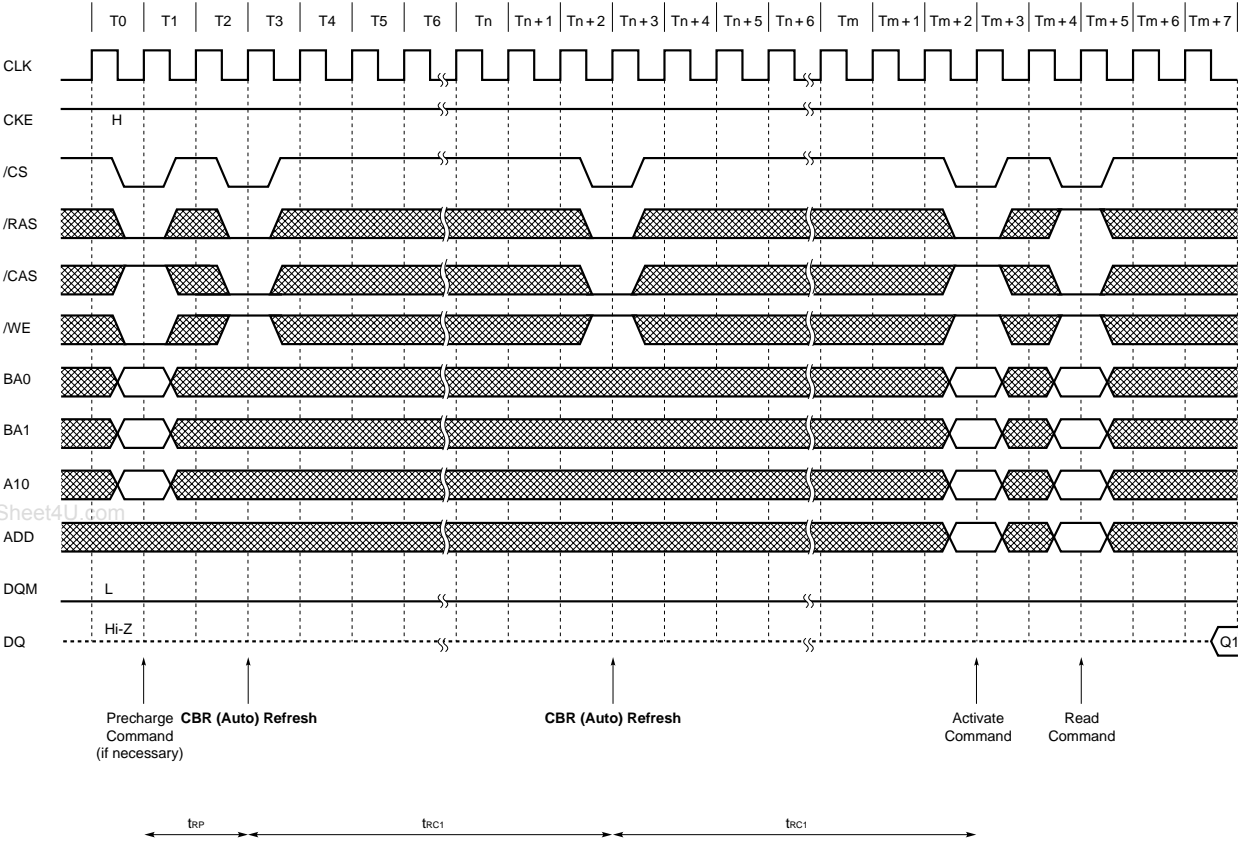 T0 T1 T2 T3 T4 T5 T6 Tn Tn + 1 Tn + 2 Tn + 3 Tn + 4 Tn + 5 Tn + 6 Tm Tm + 1 Tm + 2 Tm + 3 Tm + 4 Tm + 5 Tm + 6 Tm + 7
CLK
CKE H
/CS
/RAS
/CAS
/WE
BA0
BA1
A10
Sheet4U.com
ADD
DQM L
Hi-Z
DQ Q1
Precharge
Command
(if necessary)
CBR (Auto) Refresh
CBR (Auto) Refresh
Activate
Command
Read
Command
tRP tRC1 tRC1